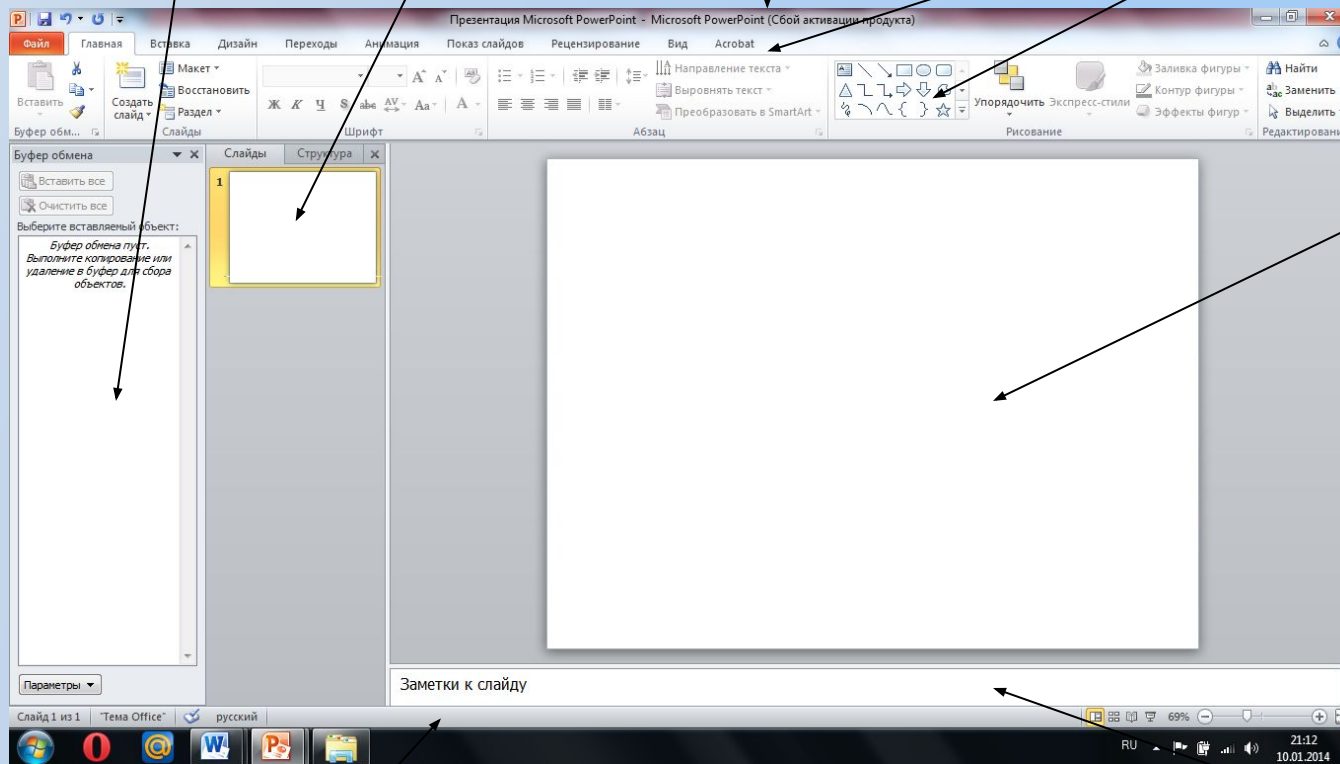 Презентация Microsoft PowerPoint - Microsoft PowerPoint (Сбой активации продукта)
Файл Главная Вставка Дизайн Переходы Анимация Показ слайдов Рецензирование Вид Acrobat
Вставить
Создать слайд
Макет
Восстановить
Раздел
Ж К Ч S abc AV Aa A
Направление текста
Выровнять текст
Преобразовать в SmartArt
Упорядочить Экспресс-стили
Заливка фигуры
Контур фигуры
Эффекты фигур
Найти
Заменить
Выделить
Буфер обм... Слайды Шрифт Абзац Рисование Редактировани
Буфер обмена
Слайды Структура
Вставить все
Очистить все
Выберите вставляемый объект:
Буфер обмена пуст.
Выполните копирование или
удаление в буфер для сбора
объектов.
1
Параметры
Заметки к слайду
Слайд 1 из 1 "Тема Office" русский 69%
RU 21:12
10.01.2014